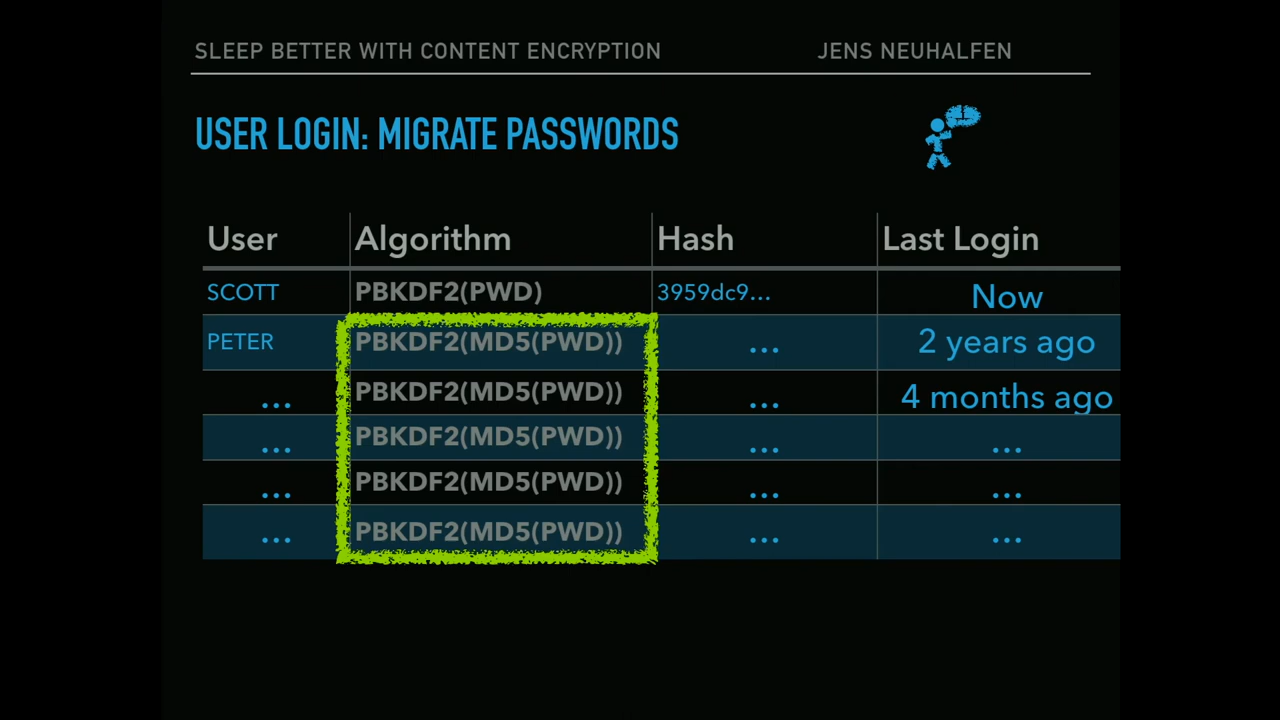 SLEEP BETTER WITH CONTENT ENCRYPTION JENS NEUHALFEN
USER LOGIN: MIGRATE PASSWORDS
User Algorithm Hash Last Login
SCOTT PBKDF2(PWD) 3959dc9... Now
PETER PBKDF2(MD5(PWD)) ... 2 years ago
... PBKDF2(MD5(PWD)) ... 4 months ago
... PBKDF2(MD5(PWD)) ... ...
... PBKDF2(MD5(PWD)) ... ...
... PBKDF2(MD5(PWD)) ... ...